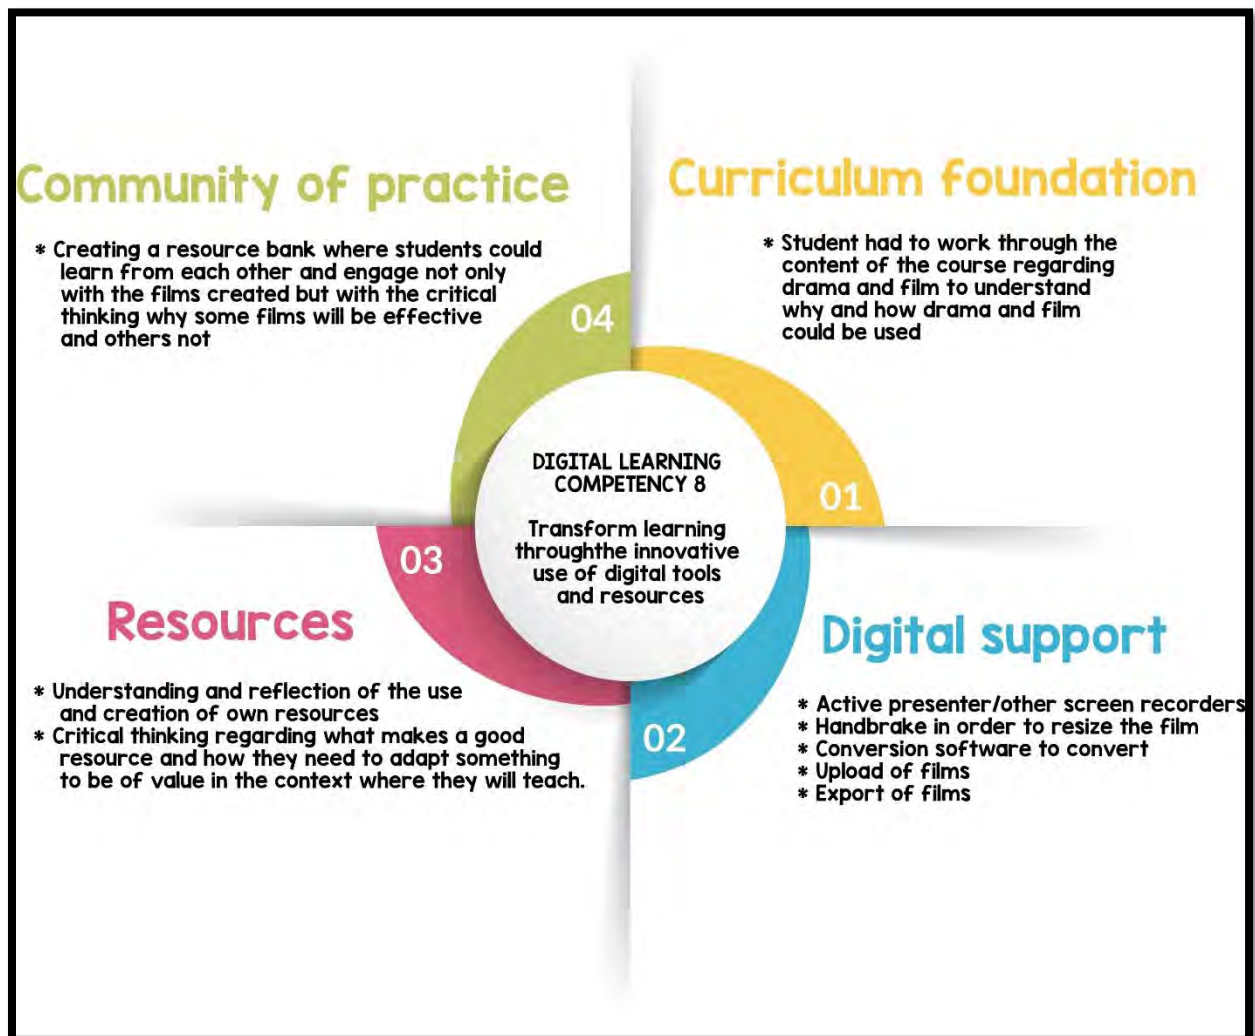 Community of practice
* Creating a resource bank where students could
learn from each other and engage not only
with the films created but with the critical
thinking why some films will be effective
and others not
04
Curriculum foundation
* Student had to work through the
content of the course regarding
drama and film to understand
why and how drama and film
could be used
01
DIGITAL LEARNING
COMPETENCY 8
Transform learning
throughthe innovative
use of digital tools
and resources
03
Resources
* Understanding and reflection of the use
and creation of own resources
* Critical thinking regarding what makes a good
resource and how they need to adapt something
to be of value in the context where they will teach.
02
Digital support
* Active presenter/other screen recorders
* Handbrake in order to resize the film
* Conversion software to convert
* Upload of films
* Export of films